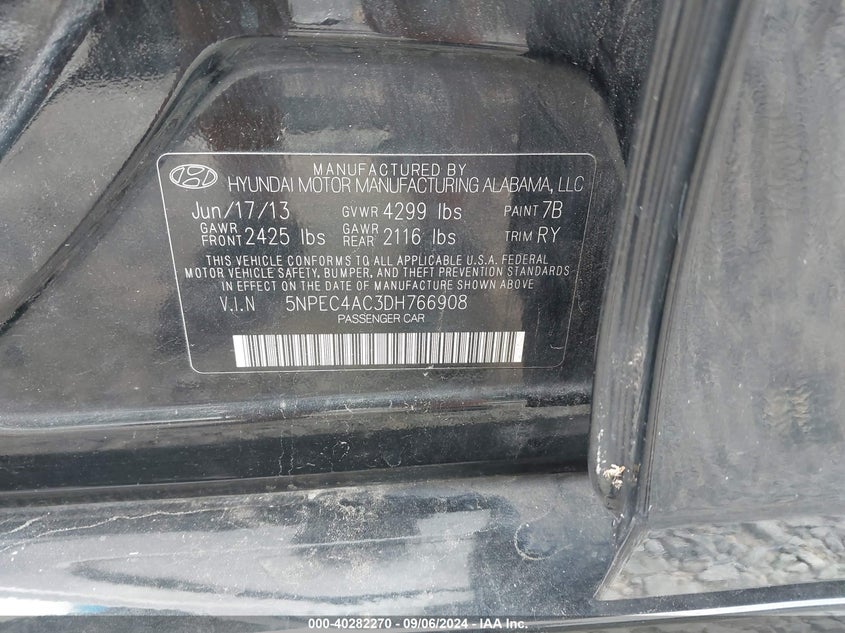 MANUFACTURED BY
HYUNDAI MOTOR MANUFACTURING ALABAMA, LLC
Jun/17/13 GVWR 4299 lbs PAINT 7B
GAWR FRONT 2425 lbs GAWR REAR 2116 lbs TRIM RY
THIS VEHICLE CONFORMS TO ALL APPLICABLE U.S.A. FEDERAL
MOTOR VEHICLE SAFETY, BUMPER, AND THEFT PREVENTION STANDARDS
IN EFFECT ON THE DATE OF MANUFACTURE SHOWN ABOVE
V.I.N 5NPEC4AC3DH766908
PASSENGER CAR
000-40282270 - 09/06/2024 - IAA Inc.